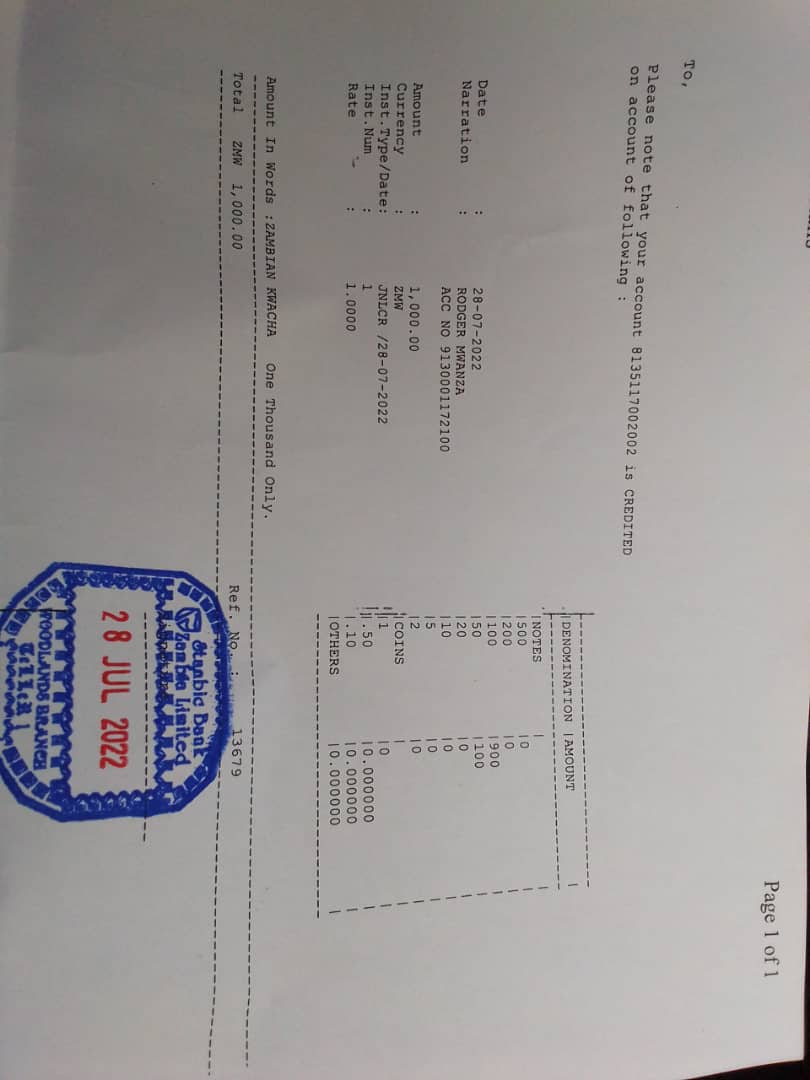 Page 1 of 1
To,
Please note that your account 8135117002002 is CREDITED
on account of following :
Date : 28-07-2022
Narration : RODGER MWANZA
ACC NO 9130001172100
Amount : 1,000.00
Currency : ZMW
Inst.Type/Date: JNLCR /28-07-2022
Inst.Num : 1
Rate : 1.0000
|DENOMINATION |AMOUNT |
|NOTES |
|500 |0
|200 |0
|100 |900
|50 |100
|20 |0
|10 |0
|5 |0
|2 |0
|COINS |
|1 |0
|.50 |0.000000
|.10 |0.000000
|OTHERS |0.000000
Amount In Words :ZAMBIAN KWACHA One Thousand Only.
Total ZMW 1,000.00 Ref. No. : 13679
Stanbic Bank
Zambia Limited
28 JUL 2022
WOODLANDS BRANCH